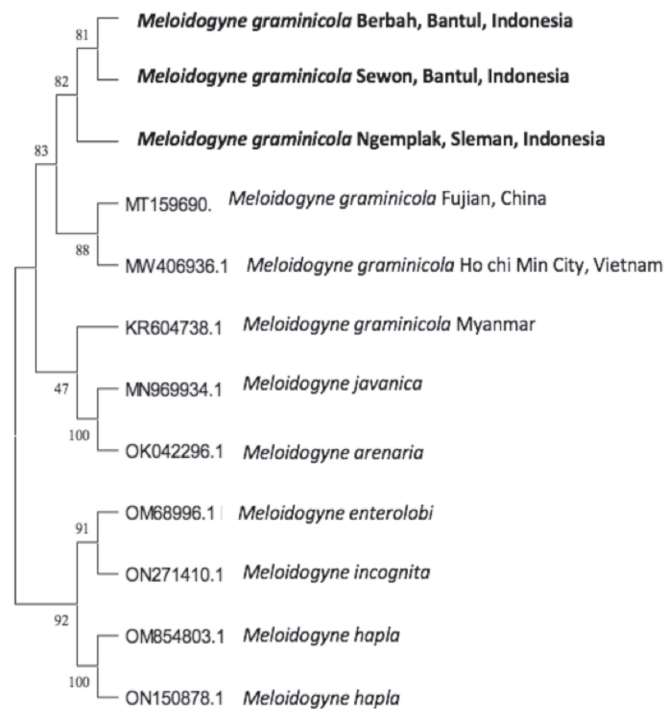 81
Meloidogyne graminicola Berbah, Bantul, Indonesia
82
Meloidogyne graminicola Sewon, Bantul, Indonesia
83
Meloidogyne graminicola Ngemplak, Sleman, Indonesia
MT159690. Meloidogyne graminicola Fujian, China
88
MW406936.1 Meloidogyne graminicola Ho chi Min City, Vietnam
KR604738.1 Meloidogyne graminicola Myanmar
47
MN969934.1 Meloidogyne javanica
100
OK042296.1 Meloidogyne arenaria
91
OM68996.1 Meloidogyne enterolobi
ON271410.1 Meloidogyne incognita
92
OM854803.1 Meloidogyne hapla
100
ON150878.1 Meloidogyne hapla